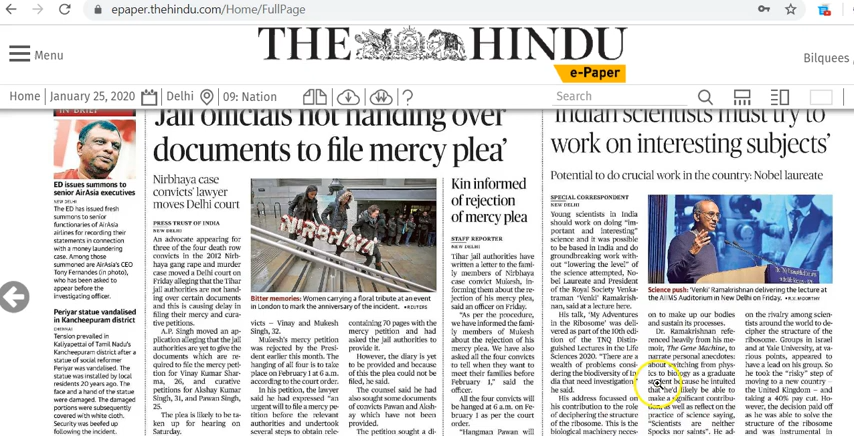 epaper.thehindu.com/Home/FullPage
Menu
THE HINDU
e-Paper
Bilquees
Home
January 25, 2020
Delhi
09: Nation
Search
IN BRIEF
ED issues summons to
senior AirAsia executives
NEW DELHI
The ED has issued fresh
summons to senior
functionaries of AirAsia
airlines for recording their
statements in connection
with a money laundering
case. Among those
summoned are AirAsia's CEO
Tony Fernandes (in photo),
who has been asked to
appear before the
investigating officer.
Periyar statue vandalised
in Kancheepuram district
CHENNAI
Tension prevailed in
Kaliyapettai of Tamil Nadu's
Kancheepuram district after
a statue of social reformer
Periyar was vandalised. The
statue was installed by local
residents 20 years ago. The
face and a hand of the
statue were damaged. The
damaged portions were
subsequently covered with
white cloth. Security was
beefed up following the
incident.
'Jail officials not handing over
documents to file mercy plea'
Nirbhaya case
convicts' lawyer
moves Delhi court
PRESS TRUST OF INDIA
NEW DELHI
An advocate appearing for
three of the four death row
convicts in the 2012 Nirb-
haya gang rape and murder
case moved a Delhi court on
Friday alleging that the Tihar
jail authorities are not hand-
ing over certain documents
and this is causing delay in
filing their mercy and cura-
tive petitions.
A.P. Singh moved an ap-
plication alleging that the jail
authorities are yet to give the
documents which are re-
quired to file the mercy peti-
tion for Vinay Kumar Shar-
ma, 26, and curative
petitions for Akshay Kumar
Singh, 31, and Pawan Singh,
25.
The plea is likely to be ta-
ken up for hearing on
Saturday.
NIRBHAYA
Bitter memories: Women carrying a floral tribute at an event
in London to mark the anniversary of the incident. REUTERS
victs – Vinay and Mukesh
Singh, 32.
Mukesh's mercy petition
was rejected by the Presi-
dent earlier this month. The
hanging of all four is to take
place on February 1 at 6 a.m.
according to the court order.
In his petition, the lawyer
said he had expressed "an
urgent will to file a mercy pe-
tition before the relevant
authorities and undertook
several steps to obtain rele-
containing 70 pages with the
mercy petition and had
asked the jail authorities to
provide it.
However, the diary is yet
to be provided and because
of this the plea could not be
filed, he said.
The counsel said he had
also sought some documents
of convicts Pawan and Aksh-
ay which have not been
provided.
The petition sought a di-
Kin informed
of rejection
of mercy plea
STAFF REPORTER
NEW DELHI
Tihar jail authorities have
written a letter to the fami-
ly members of Nirbhaya
case convict Mukesh, in-
forming them about the re-
jection of his mercy plea,
said an officer on Friday.
"As per the procedure,
we have informed the fami-
ly members of Mukesh
about the rejection of his
mercy plea. We have also
asked all the four convicts
to tell when they want to
meet their families before
February 1," said the
officer.
All the four convicts will
be hanged at 6 a.m. on Fe-
bruary 1 as per the court
order.
"Hangman Pawan will
'Indian scientists must try to
work on interesting subjects'
Potential to do crucial work in the country: Nobel laureate
SPECIAL CORRESPONDENT
NEW DELHI
Young scientists in India
should work on doing "im-
portant and interesting"
science and it was possible
to be based in India and do
groundbreaking work with-
out "lowering the level" of
the science attempted, No-
bel Laureate and President
of the Royal Society Venka-
traman 'Venki' Ramakrish-
nan, said at a lecture here.
His talk, 'My Adventures
in the Ribosome' was deli-
vered as part of the 10th edi-
tion of the TNQ Distin-
guished Lectures in the Life
Sciences 2020. "There are a
wealth of problems consi-
dering the biodiversity of In-
dia that need investigation"
he said.
His address focussed on
his contribution to the role
of deciphering the structure
of the ribosome. This is the
biological machinery neces-
Science push: 'Venki' Ramakrishnan delivering the lecture at
the AIIMS Auditorium in New Delhi on Friday. R.V. MOORTHY
on to make up our bodies
and sustain its processes.
Dr. Ramakrishnan refe-
renced heavily from his me-
moir, The Gene Machine, to
narrate personal anecdotes:
about switching from phys-
ics to biology as a graduate
because he intuited
that he'd likely be able to
make a significant contribu-
tion, as well as reflect on the
practice of science saying,
"Scientists are neither
Spocks nor saints". He ad-
on the rivalry among scien-
tists around the world to de-
cipher the structure of the
ribosome. Groups in Israel
and at Yale University, at va-
rious points, appeared to
have a lead on his group. So
he took the "risky" step of
moving to a new country –
the United Kingdom – and
taking a 40% pay cut. Ho-
wever, the decision paid off
as he was able to solve the
structure of the ribosome
and was instrumental in